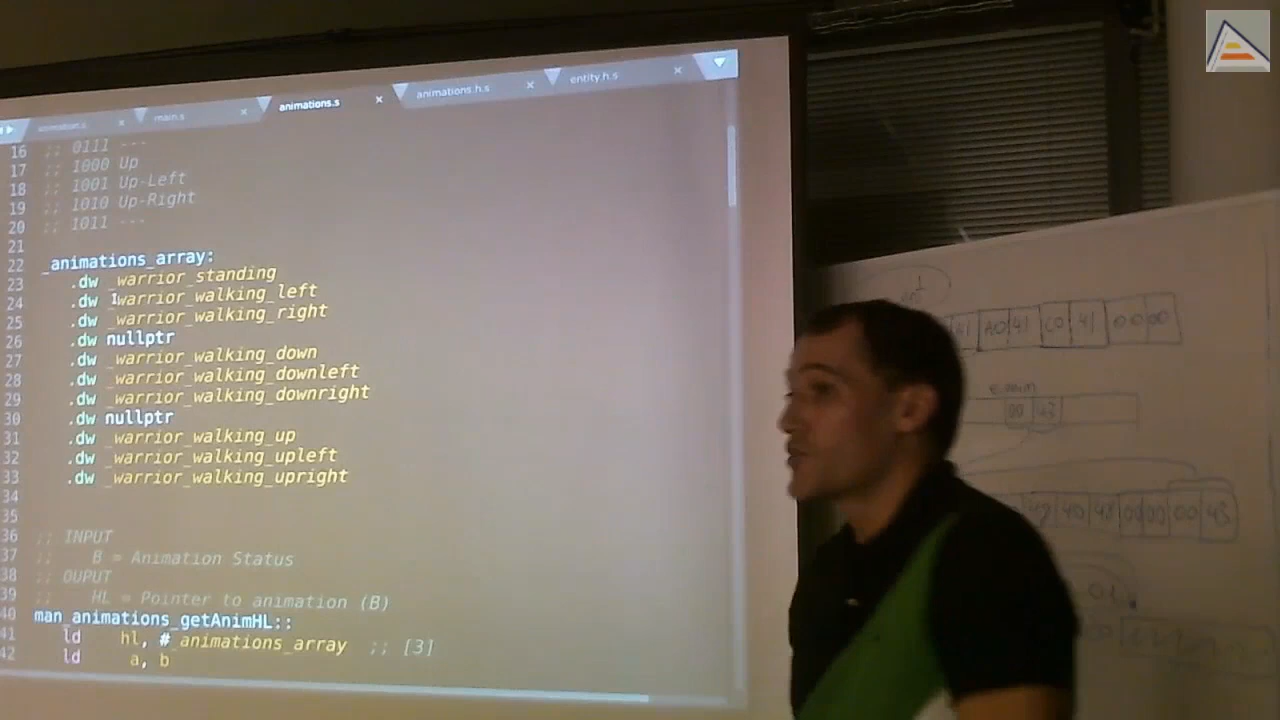 main.s × animations.s × animations.h.s × entity.h.s ×
16 ;; 0111 ---
17 ;; 1000 Up
18 ;; 1001 Up-Left
19 ;; 1010 Up-Right
20 ;; 1011 ---
21
22 _animations_array:
23 .dw _warrior_standing
24 .dw _warrior_walking_left
25 .dw _warrior_walking_right
26 .dw nullptr
27 .dw _warrior_walking_down
28 .dw _warrior_walking_downleft
29 .dw _warrior_walking_downright
30 .dw nullptr
31 .dw _warrior_walking_up
32 .dw _warrior_walking_upleft
33 .dw _warrior_walking_upright
34
35
36 ;; INPUT
37 ;; B = Animation Status
38 ;; OUPUT
39 ;; HL = Pointer to animation (B)
40 man_animations_getAnimHL::
41 ld hl, #_animations_array ;; [3]
42 ld a, b